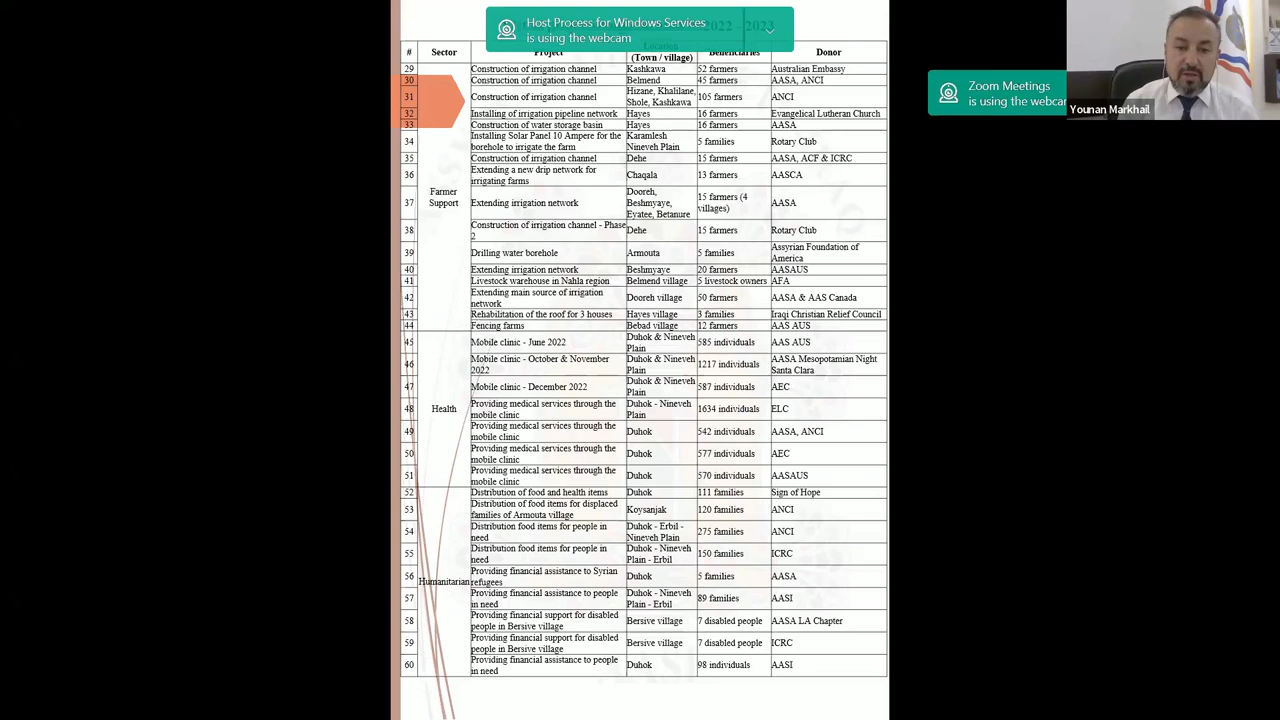 Host Process for Windows Services
is using the webcam
2022 - 2023
# Sector Project Location Beneficiaries Donor
(Town / village)
29 Construction of irrigation channel Kashkawa 52 farmers Australian Embassy
30 Construction of irrigation channel Belmend 45 farmers AASA, ANCI
Hizane, Khalilane,
31 Construction of irrigation channel 105 farmers ANCI
Shole, Kashkawa
32 Installing of irrigation pipeline network Hayes 16 farmers Evangelical Lutheran Church
33 Construction of water storage basin Hayes 16 farmers AASA
Installing Solar Panel 10 Ampere for the Karamlesh
34 5 families Rotary Club
borehole to irrigate the farm Nineveh Plain
35 Construction of irrigation channel Dehe 15 farmers AASA, ACF & ICRC
Extending a new drip network for
36 Chaqala 13 farmers AASCA
irrigating farms
Farmer
Support
Dooreh,
37 Extending irrigation network Beshmyaye, 15 farmers (4 AASA
villages)
Eyatee, Betanure
Construction of irrigation channel - Phase
38 Dehe 15 farmers Rotary Club
2
Assyrian Foundation of
39 Drilling water borehole Armouta 5 families
America
40 Extending irrigation network Beshmyaye 20 farmers AASAUS
41 Livestock warehouse in Nahla region Belmend village 5 livestock owners AFA
Extending main source of irrigation
42 Dooreh village 50 farmers AASA & AAS Canada
network
43 Rehabilitation of the roof for 3 houses Hayes village 3 families Iraqi Christian Relief Council
44 Fencing farms Bebad village 12 farmers AAS AUS
Duhok & Nineveh
45 Mobile clinic - June 2022 585 individuals AAS AUS
Plain
Mobile clinic - October & November Duhok & Nineveh AASA Mesopotamian Night
46 1217 individuals
2022 Plain Santa Clara
Duhok & Nineveh
47 Mobile clinic - December 2022 587 individuals AEC
Plain
Providing medical services through the Duhok - Nineveh
48 Health 1634 individuals ELC
mobile clinic Plain
Providing medical services through the
49 Duhok 542 individuals AASA, ANCI
mobile clinic
Providing medical services through the
50 Duhok 577 individuals AEC
mobile clinic
Providing medical services through the
51 Duhok 570 individuals AASAUS
mobile clinic
52 Distribution of food and health items Duhok 111 families Sign of Hope
Distribution of food items for displaced
53 Koysanjak 120 families ANCI
families of Armouta village
Distribution food items for people in Duhok - Erbil -
54 275 families ANCI
need Nineveh Plain
Distribution food items for people in Duhok - Nineveh
55 150 families ICRC
need Plain - Erbil
Providing financial assistance to Syrian
56 Duhok 5 families AASA
Humanitarian refugees
Providing financial assistance to people Duhok - Nineveh
57 89 families AASI
in need Plain - Erbil
Providing financial support for disabled
58 Bersive village 7 disabled people AASA LA Chapter
people in Bersive village
Providing financial support for disabled
59 Bersive village 7 disabled people ICRC
people in Bersive village
Providing financial assistance to people
60 Duhok 98 individuals AASI
in need
Zoom Meetings
is using the webcam
Younan Markhail